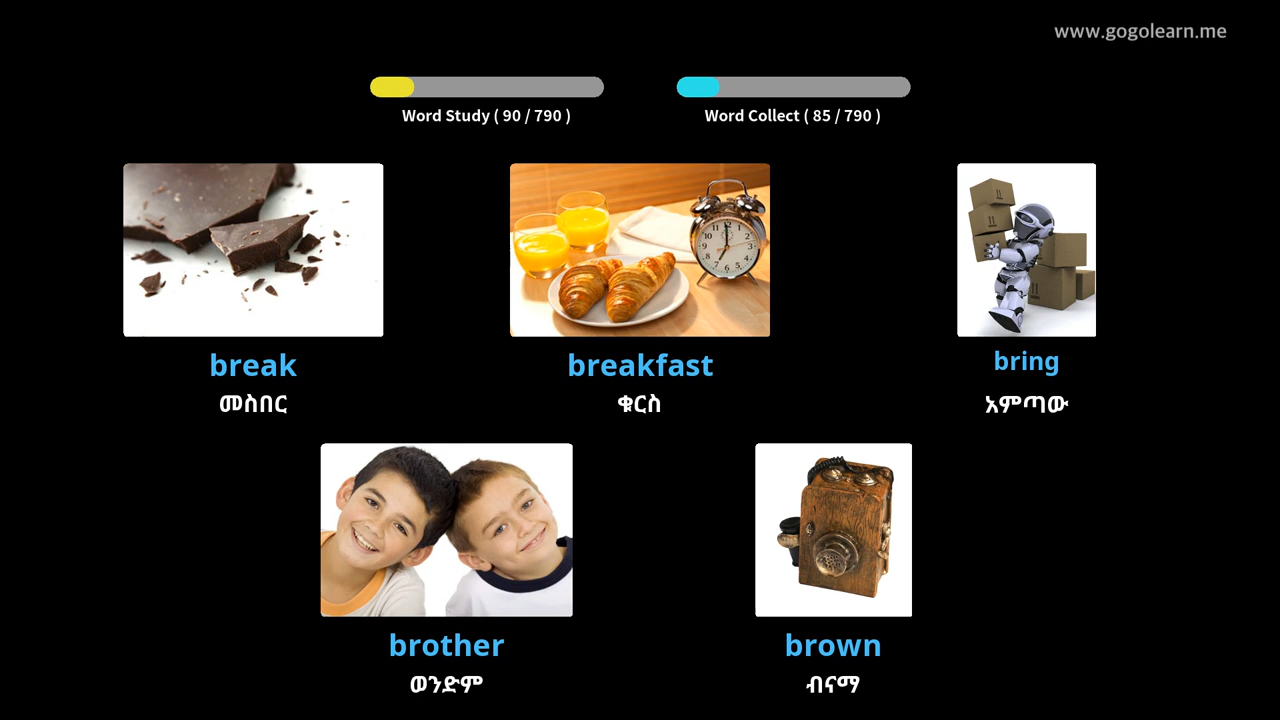 www.gogolearn.me
Word Study ( 90 / 790 )
Word Collect ( 85 / 790 )
break
መስበር
breakfast
ቁርስ
bring
አምጣው
brother
ወንድም
brown
ብናማ